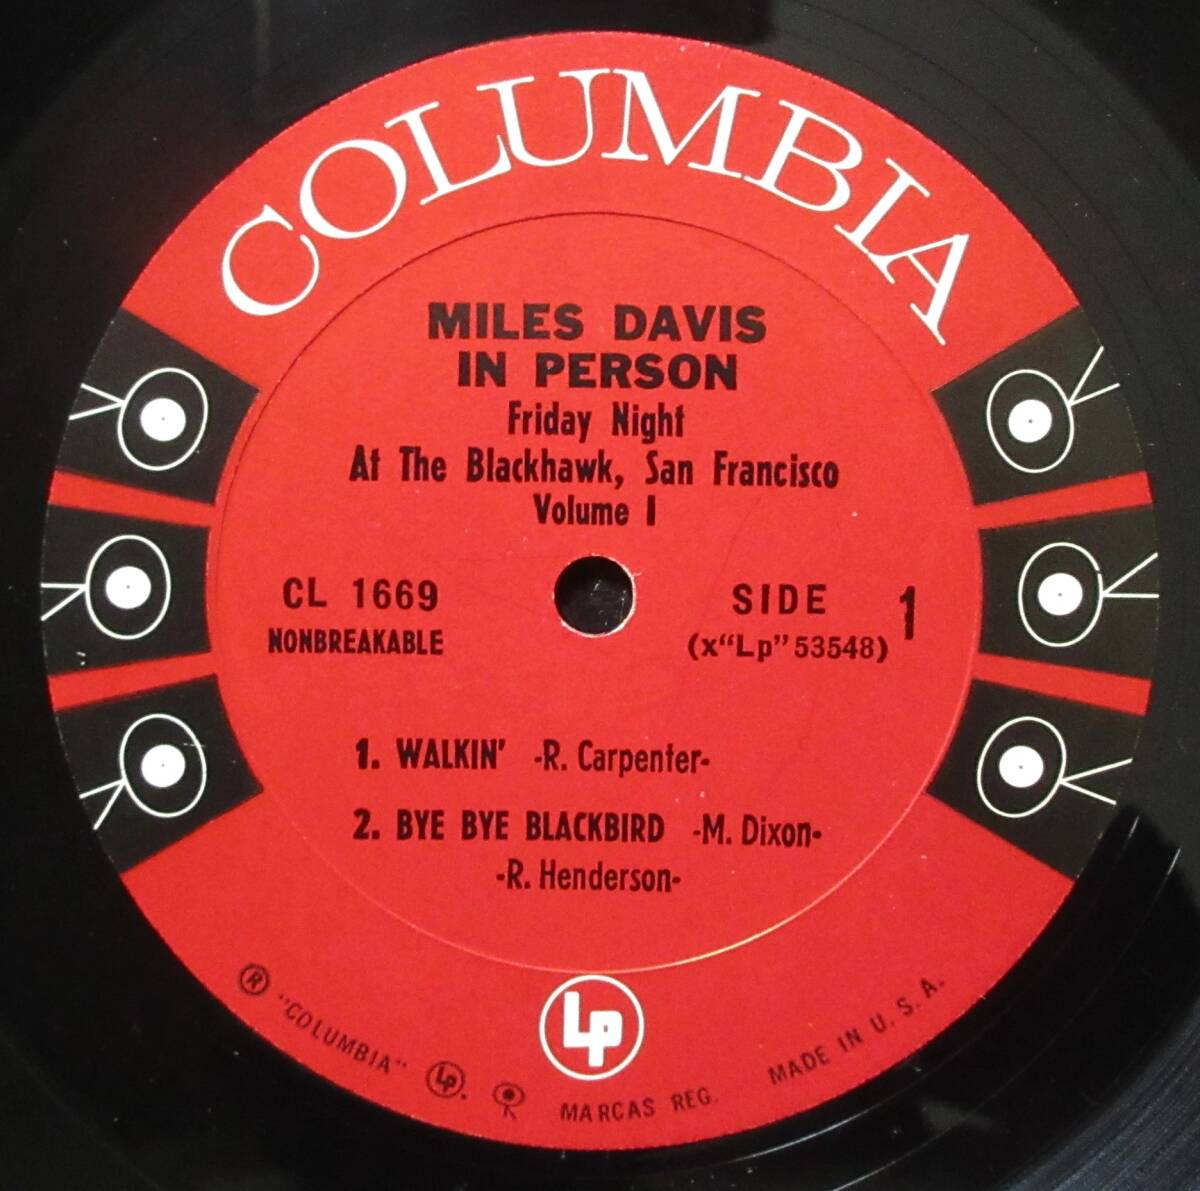 COLUMBIA
MILES DAVIS
IN PERSON
Friday Night
At The Blackhawk, San Francisco
Volume I
CL 1669
NONBREAKABLE
SIDE 1
(x“Lp” 53548)
1. WALKIN' -R. Carpenter-
2. BYE BYE BLACKBIRD -M. Dixon-
-R. Henderson-
Lp
® "COLUMBIA" Lp. MARCAS REG. MADE IN U. S. A.